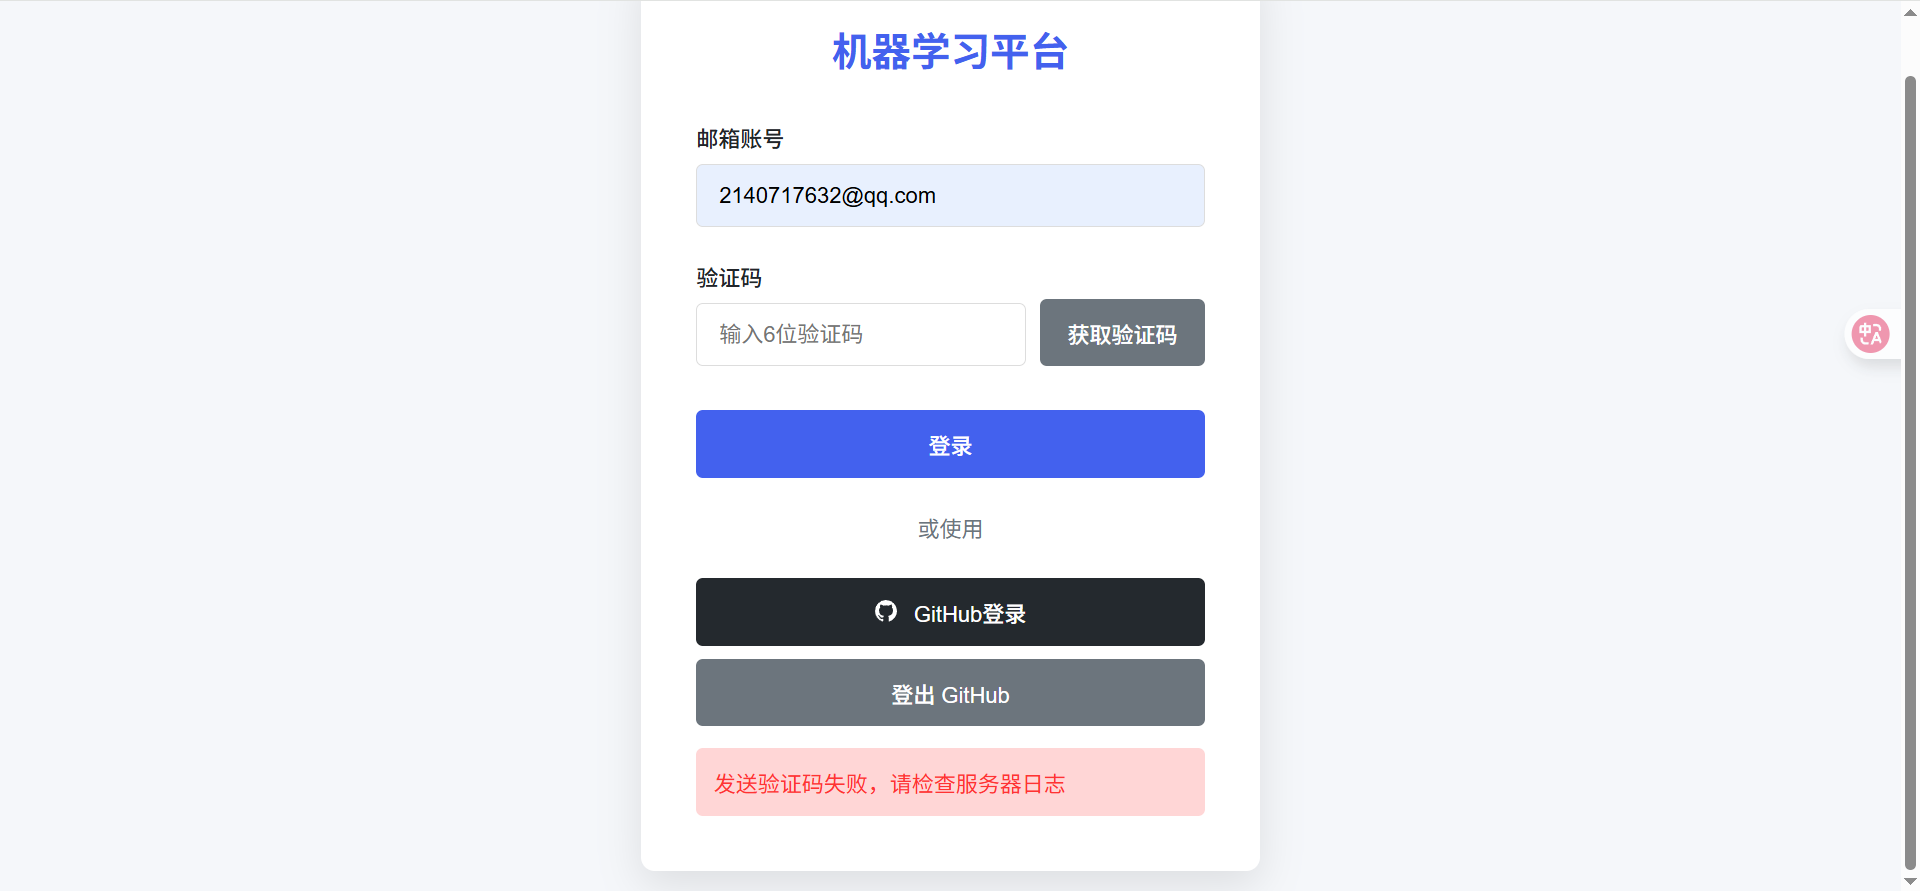 机器学习平台
邮箱账号
2140717632@qq.com
验证码
输入6位验证码
获取验证码
登录
或使用
GitHub登录
登出 GitHub
发送验证码失败，请检查服务器日志
中A